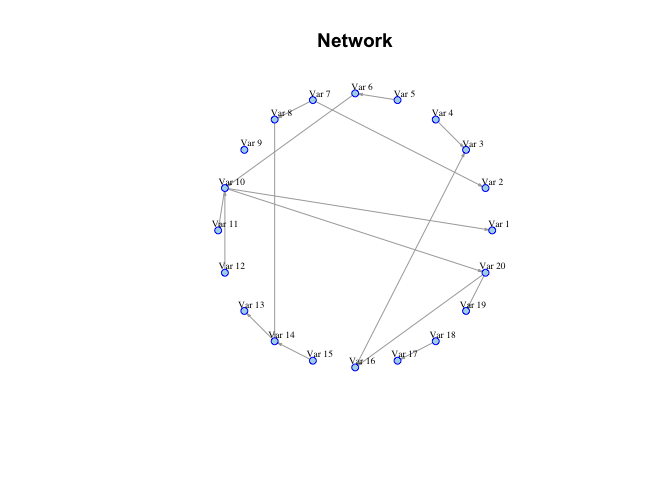 Network
Var 6
Var 7
Var 5
Var 8
Var 4
Var 9
Var 3
Var 10
Var 2
Var 11
Var 1
Var 12
Var 20
Var 13
Var 19
Var 14
Var 18
Var 15
Var 16
Var 17